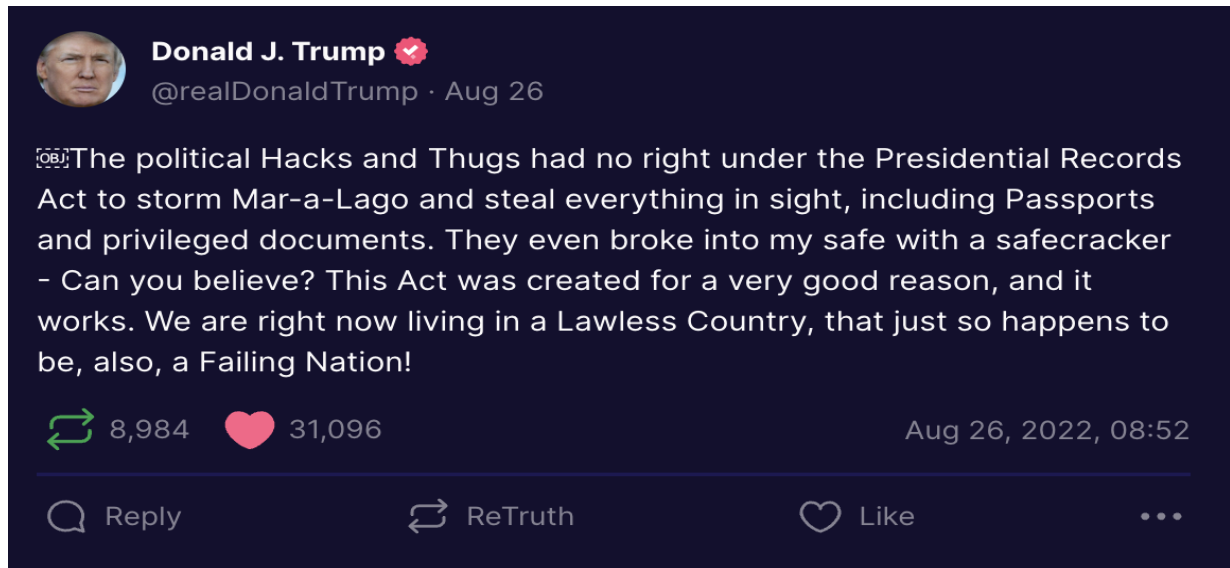 Donald J. Trump
@realDonaldTrump · Aug 26
OBJ The political Hacks and Thugs had no right under the Presidential Records
Act to storm Mar-a-Lago and steal everything in sight, including Passports
and privileged documents. They even broke into my safe with a safecracker
- Can you believe? This Act was created for a very good reason, and it
works. We are right now living in a Lawless Country, that just so happens to
be, also, a Failing Nation!
8,984 31,096 Aug 26, 2022, 08:52
Reply ReTruth Like